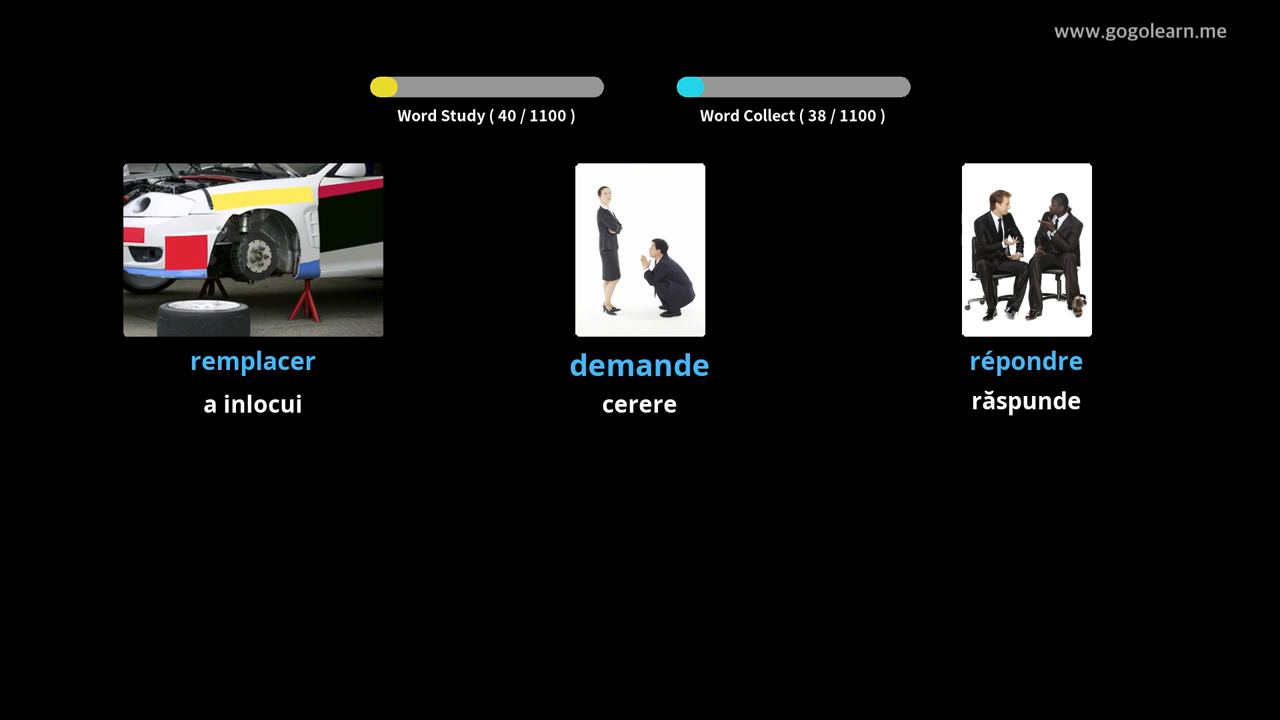 www.gogolearn.me
Word Study ( 40 / 1100 )
Word Collect ( 38 / 1100 )
remplacer
demande
répondre
a inlocui
cerere
răspunde